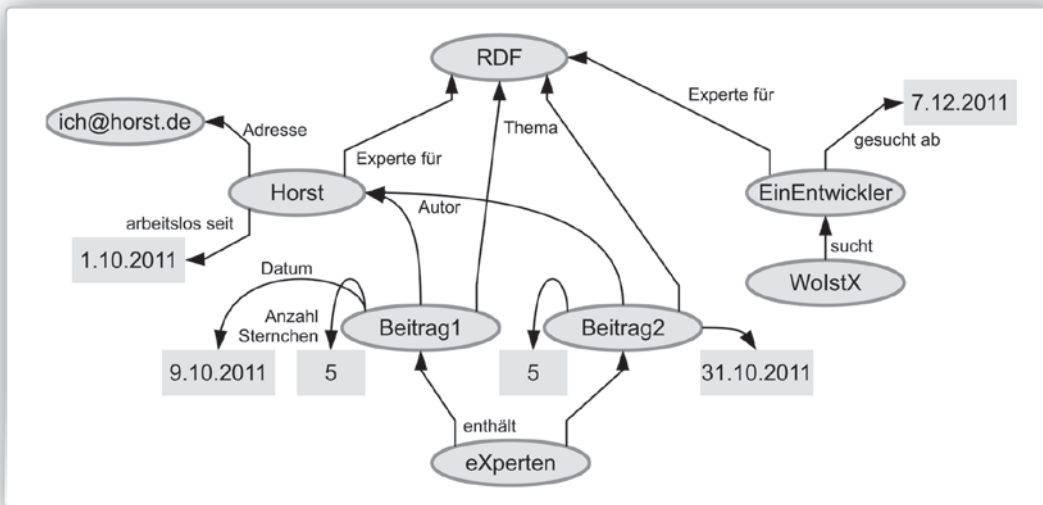 RDF
Experte für
7.12.2011
ich@horst.de
Adresse
Thema
gesucht ab
Experte für
Horst
EinEntwickler
arbeitslos seit
Autor
1.10.2011
sucht
Datum
WoIstX
Anzahl
Sternchen
Beitrag1
Beitrag2
9.10.2011
5
5
31.10.2011
enthält
eXperten